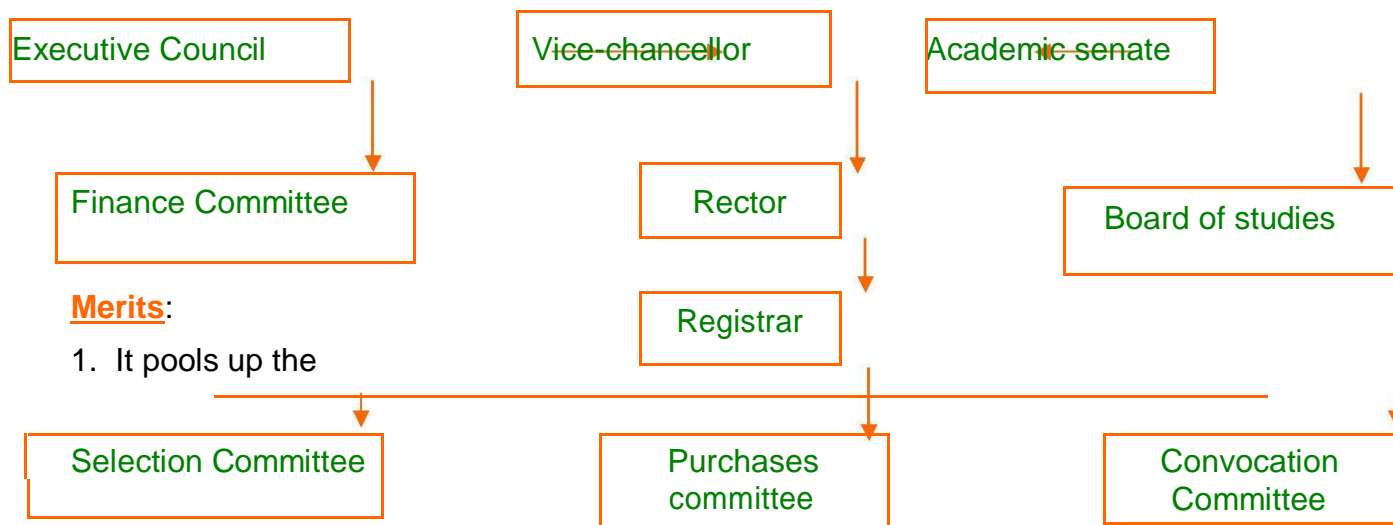 Executive Council
Vice-chancellor
Academic senate
Finance Committee
Rector
Board of studies
Merits:
Registrar
1. It pools up the
Selection Committee
Purchases
committee
Convocation
Committee